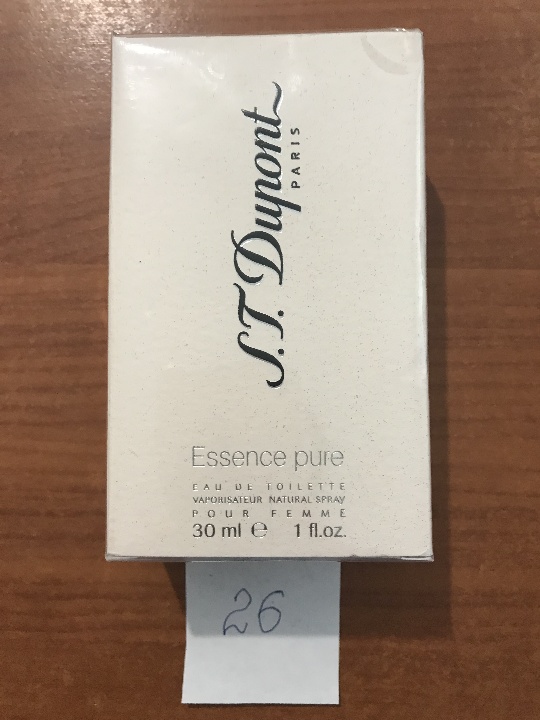 S.T. Dupont
PARIS
Essence pure
EAU DE TOILETTE
VAPORISATEUR NATURAL SPRAY
POUR FEMME
30 ml ℮ 1 fl.oz.
26